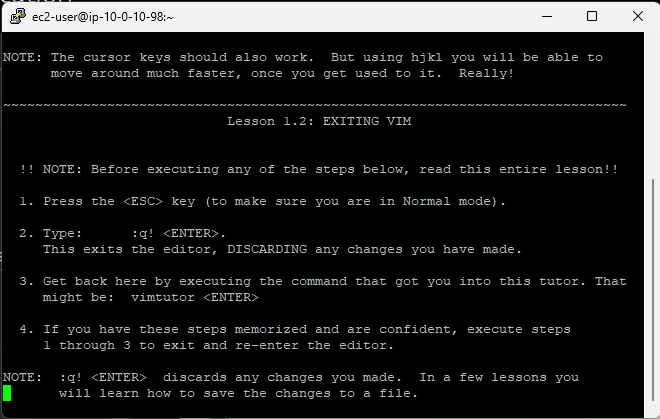 ec2-user@ip-10-0-10-98:~
NOTE: The cursor keys should also work.  But using hjkl you will be able to
      move around much faster, once you get used to it.  Really!
~~~~~~~~~~~~~~~~~~~~~~~~~~~~~~~~~~~~~~~~~~~~~~~~~~~~~~~~~~~~~~~~~~~~~~~~~~~~~~
                            Lesson 1.2: EXITING VIM
  !! NOTE: Before executing any of the steps below, read this entire lesson!!
  1. Press the <ESC> key (to make sure you are in Normal mode).
  2. Type:      :q! <ENTER>.
     This exits the editor, DISCARDING any changes you have made.
  3. Get back here by executing the command that got you into this tutor. That
     might be:  vimtutor <ENTER>
  4. If you have these steps memorized and are confident, execute steps
     1 through 3 to exit and re-enter the editor.
NOTE:  :q! <ENTER>  discards any changes you made.  In a few lessons you
       will learn how to save the changes to a file.